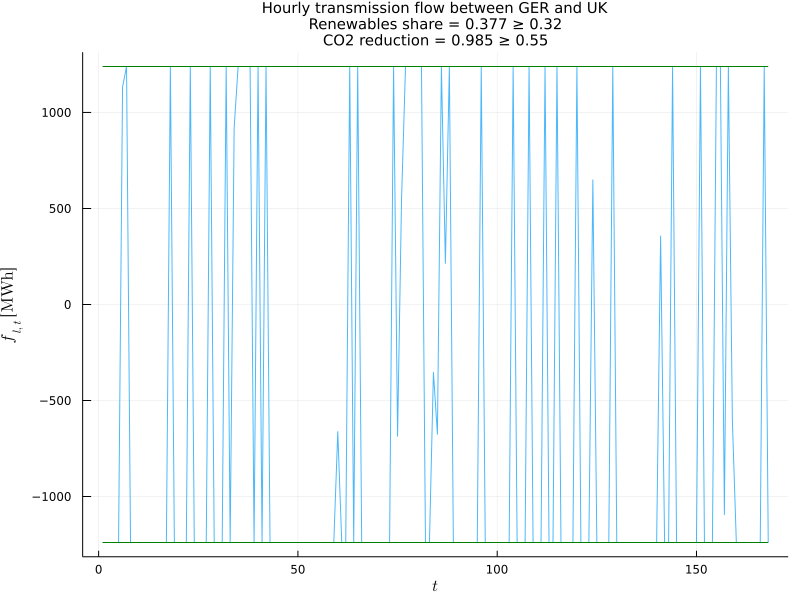 Hourly transmission flow between GER and UK
Renewables share = 0.377 ≥ 0.32
CO2 reduction = 0.985 ≥ 0.55
f l,t [MWh]
1000
500
0
−500
−1000
0 50 100 150
t